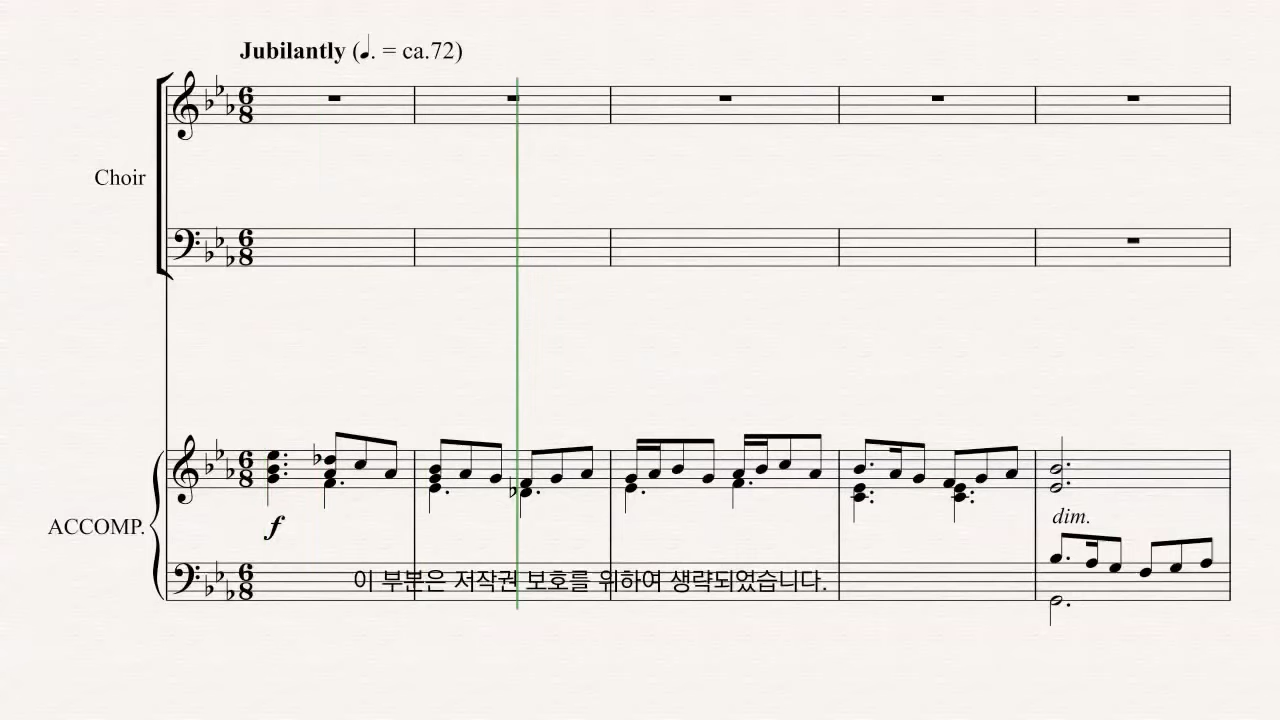 Jubilantly (♩. = ca.72)
Choir
f
dim.
ACCOMP.
이 부분은 저작권 보호를 위하여 생략되었습니다.